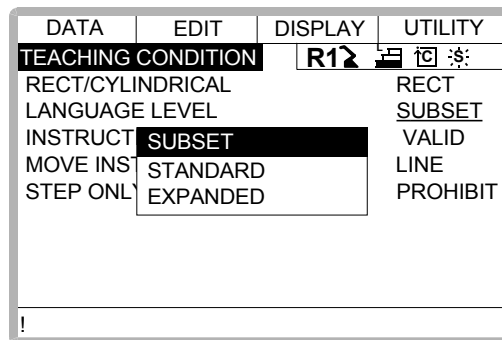 DATA EDIT DISPLAY UTILITY
TEACHING CONDITION R1 C S
RECT/CYLINDRICAL RECT
LANGUAGE LEVEL SUBSET
INSTRUCT SUBSET VALID
MOVE INS STANDARD LINE
STEP ONLY EXPANDED PROHIBIT
!